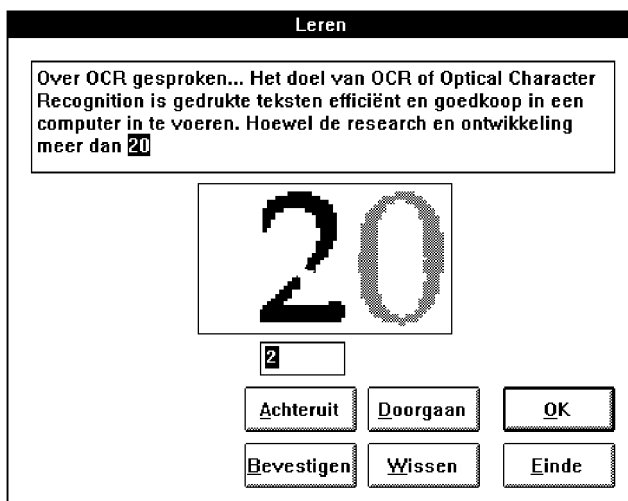 Leren
Over OCR gesproken... Het doel van OCR of Optical Character
Recognition is gedrukte teksten efficiënt en goedkoop in een
computer in te voeren. Hoewel de research en ontwikkeling
meer dan 20
20
2
Achteruit Doorgaan OK
Bevestigen Wissen Einde